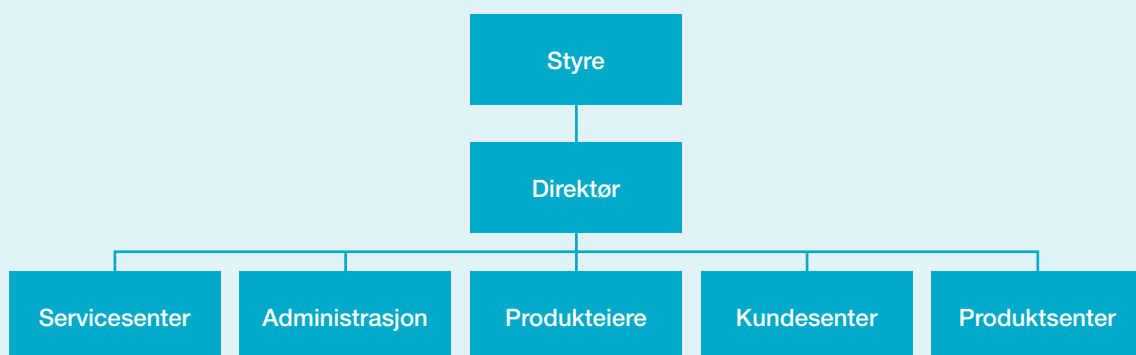 Styre
Direktør
Servicesenter
Administrasjon
Produkteiere
Kundesenter
Produktsenter